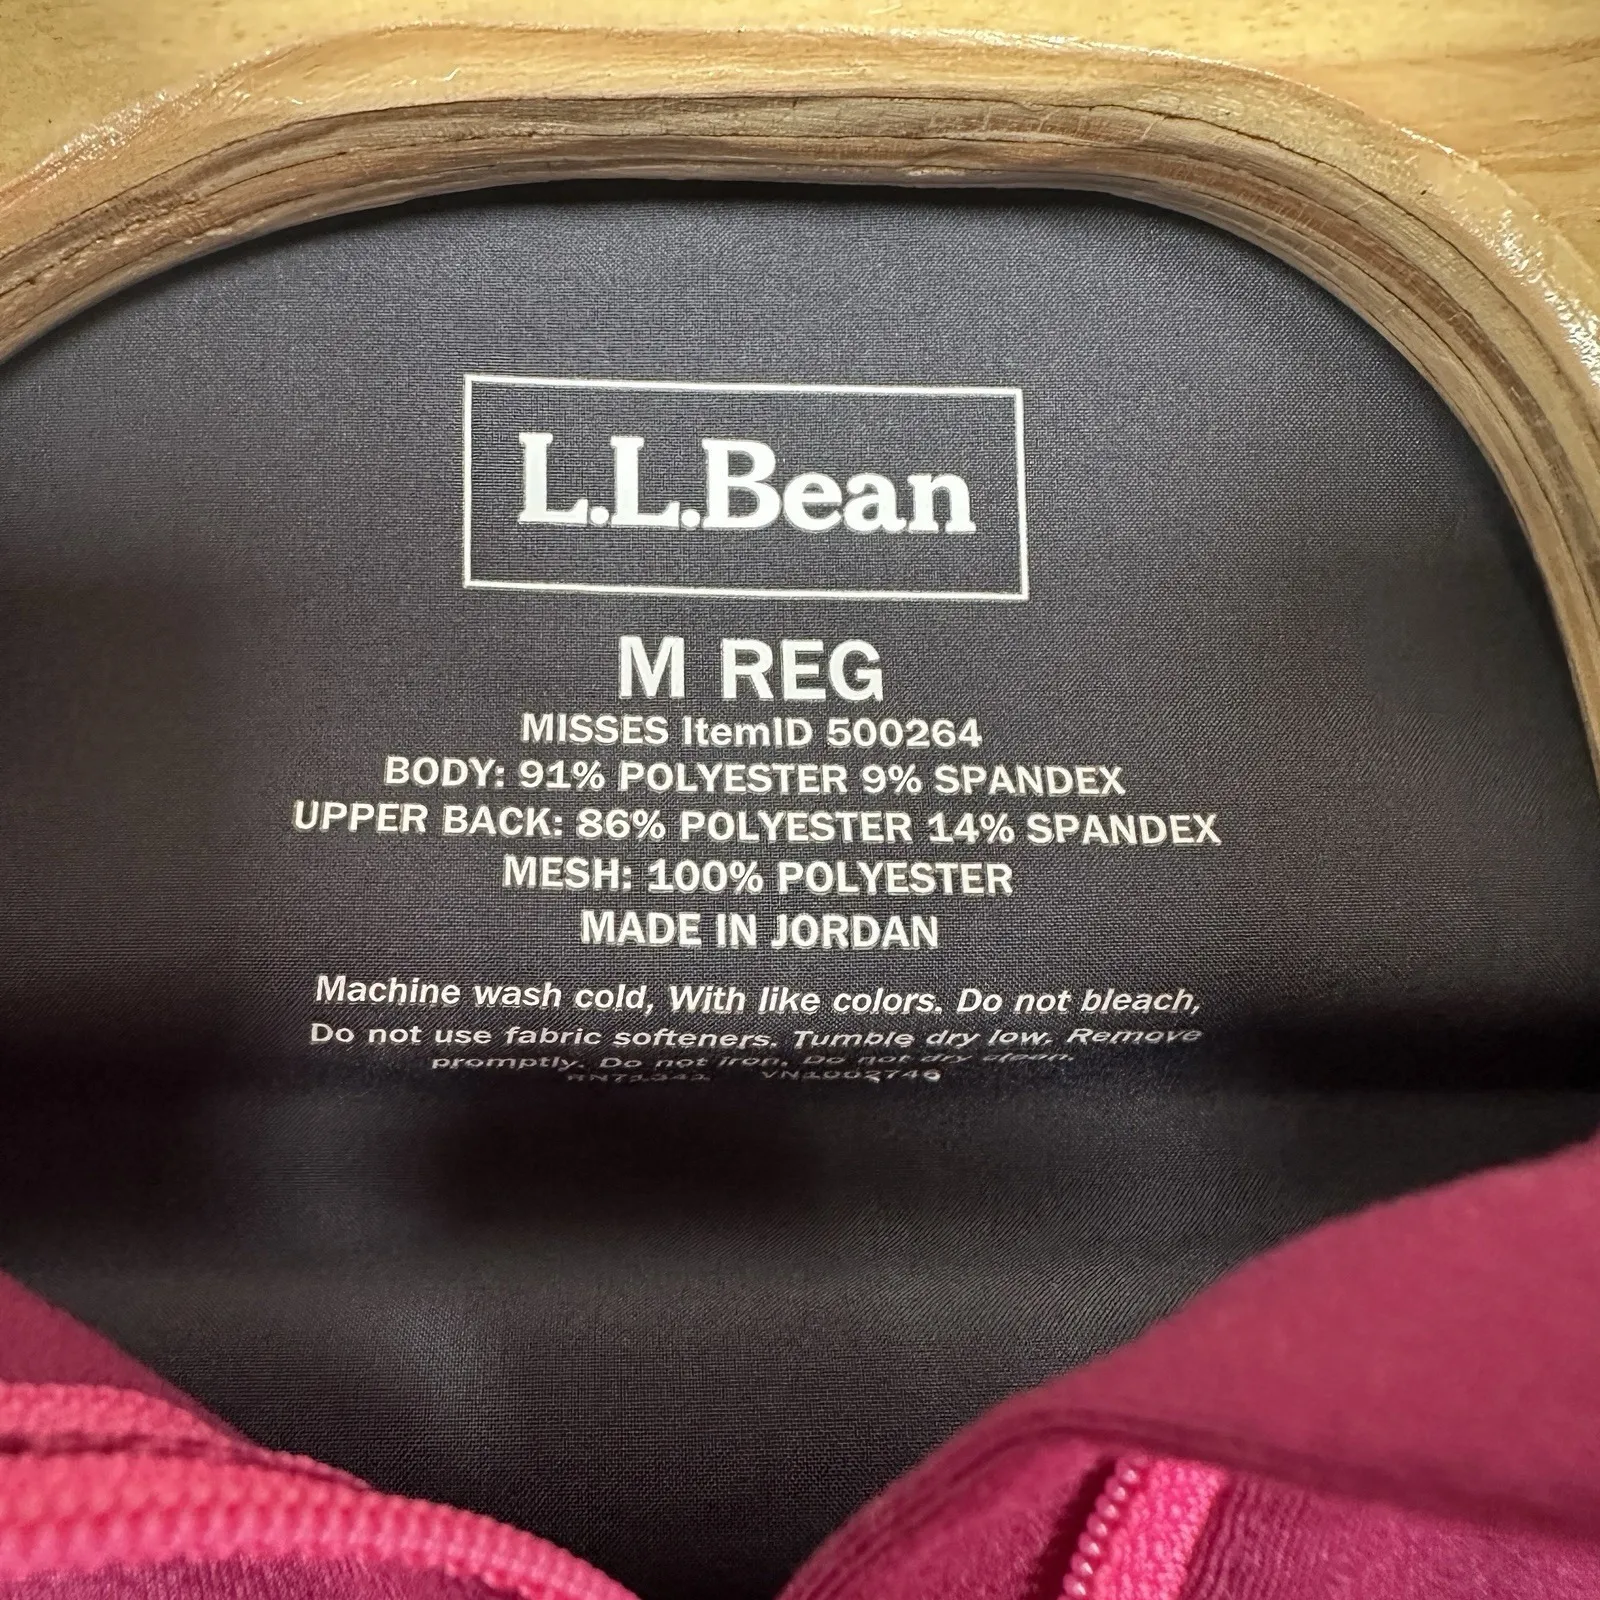 L.L.Bean
M REG
MISSES ItemID 500264
BODY: 91% POLYESTER 9% SPANDEX
UPPER BACK: 86% POLYESTER 14% SPANDEX
MESH: 100% POLYESTER
MADE IN JORDAN
Machine wash cold, With like colors. Do not bleach,
Do not use fabric softeners. Tumble dry low. Remove
promptly. Do not iron. Do not dry clean.